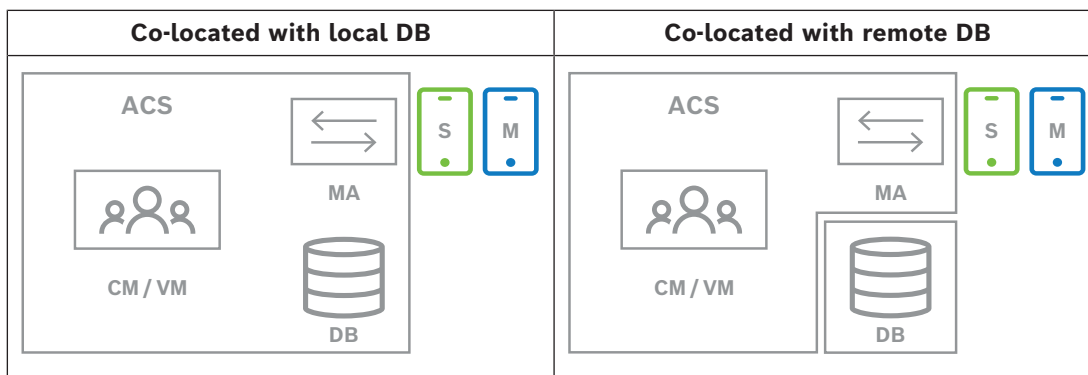 Co-located with local DB
Co-located with remote DB
ACS
S
M
MA
CM / VM
DB
ACS
S
M
MA
CM / VM
DB